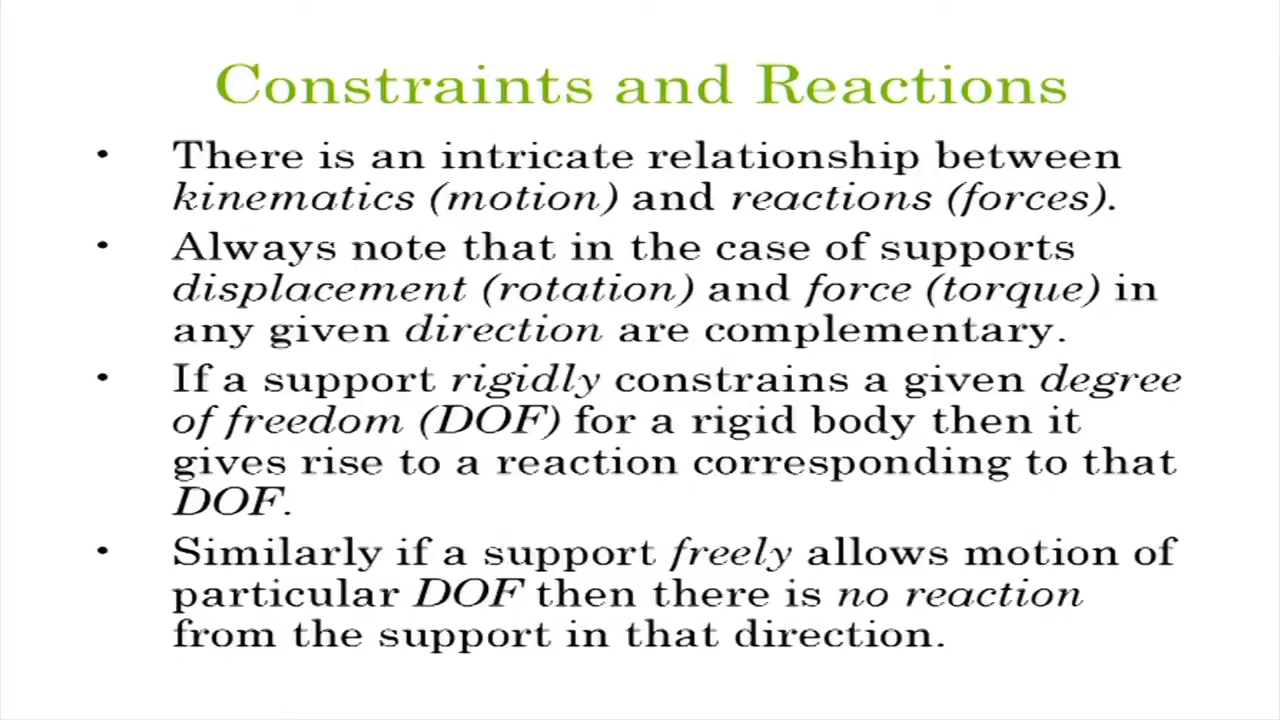 Constraints and Reactions
• There is an intricate relationship between
kinematics (motion) and reactions (forces).
• Always note that in the case of supports
displacement (rotation) and force (torque) in
any given direction are complementary.
• If a support rigidly constrains a given degree
of freedom (DOF) for a rigid body then it
gives rise to a reaction corresponding to that
DOF.
• Similarly if a support freely allows motion of
particular DOF then there is no reaction
from the support in that direction.